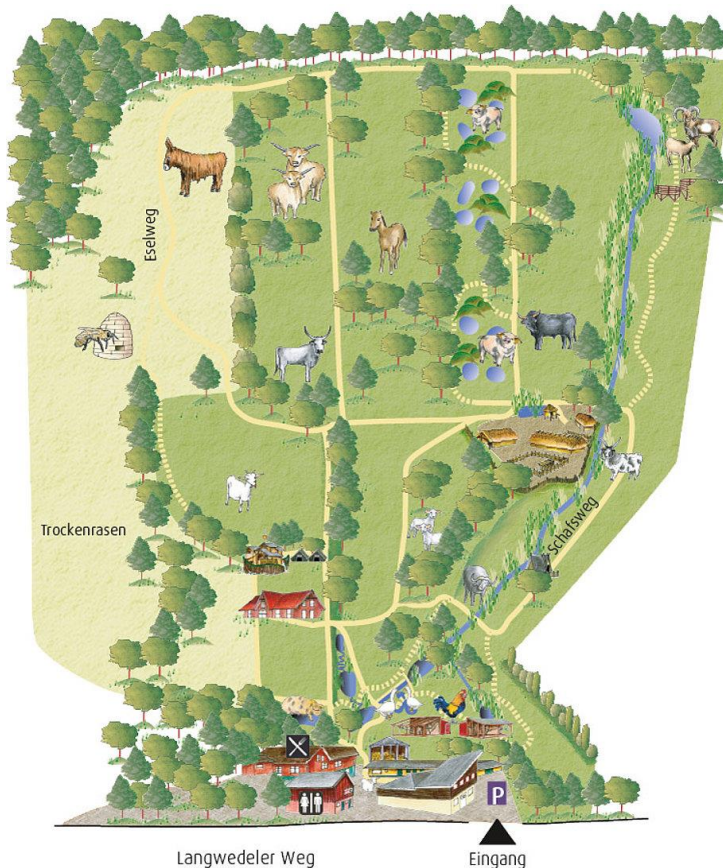 Eselweg
Trockenrasen
Schafsweg
P
Langwedeler Weg
Eingang